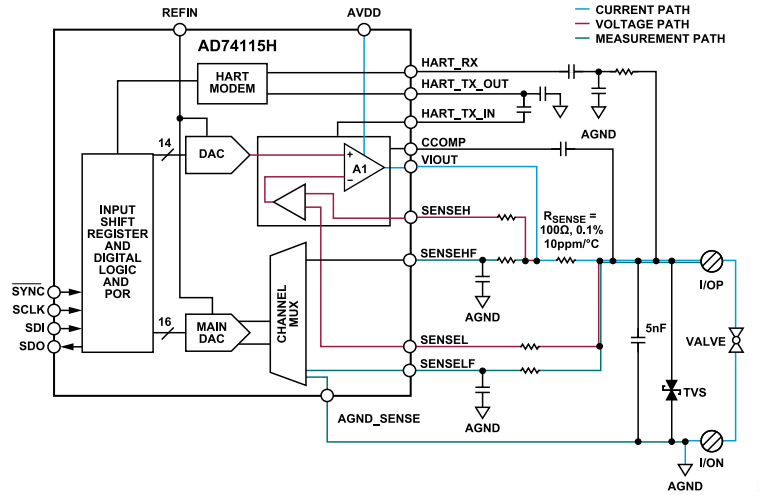 REFIN
AVDD
CURRENT PATH
VOLTAGE PATH
MEASUREMENT PATH
AD74115H
HART_RX
HART
MODEM
HART_TX_OUT
HART_TX_IN
AGND
14
DAC
CCOMP
VIOUT
+
A1
–
INPUT
SHIFT
REGISTER
AND
DIGITAL
LOGIC
AND
POR
SENSEH
RSENSE =
100Ω, 0.1%
10ppm/°C
SENSEHF
I/OP
AGND
SYNC
SCLK
SDI
SDO
16
MAIN
DAC
CHANNEL
MUX
SENSEL
SENSELF
5nF
VALVE
TVS
AGND
AGND_SENSE
I/ON
AGND